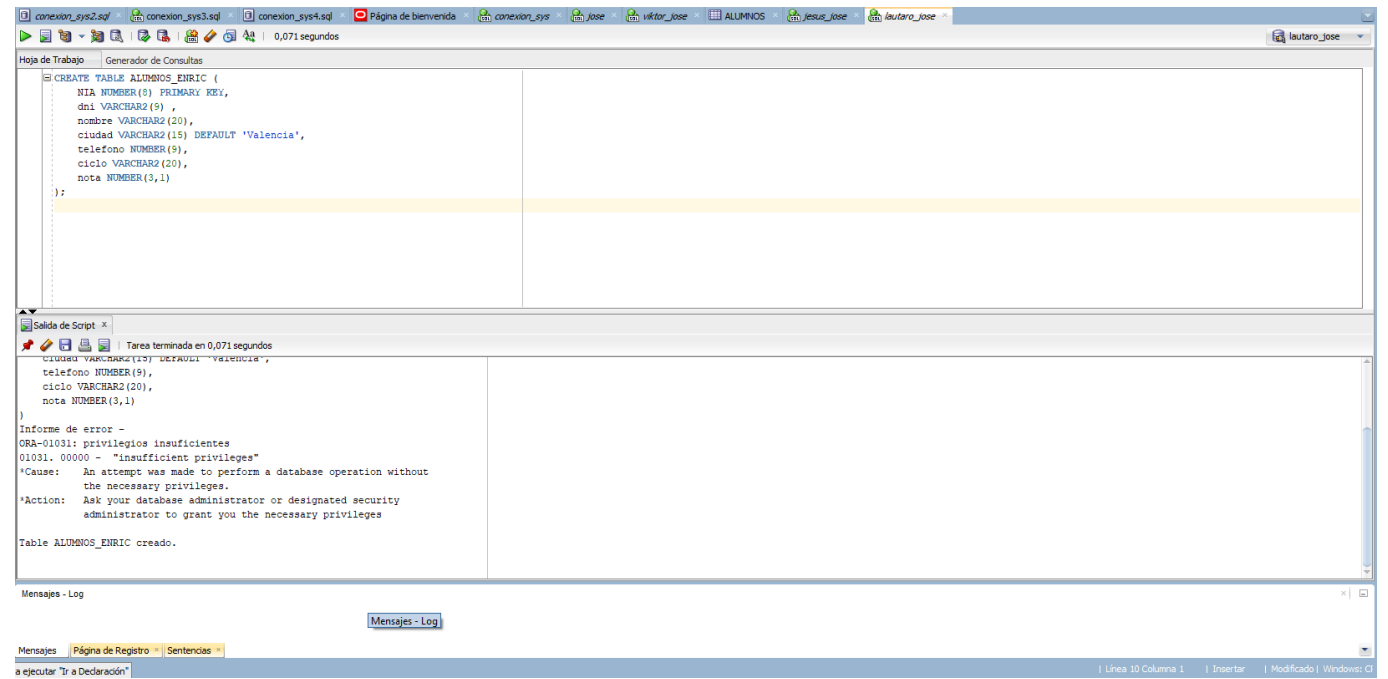 conexion_sys2.sql conexion_sys3.sql conexion_sys4.sql Página de bienvenida conexion_sys jose viktor_jose ALUMNOS jesus_jose lautaro_jose
0,071 segundos lautaro_jose
Hoja de Trabajo Generador de Consultas
CREATE TABLE ALUMNOS_ENRIC (
NIA NUMBER(8) PRIMARY KEY,
dni VARCHAR2(9) ,
nombre VARCHAR2(20),
ciudad VARCHAR2(15) DEFAULT 'Valencia',
telefono NUMBER(9),
ciclo VARCHAR2(20),
nota NUMBER(3,1)
);
Salida de Script x
Tarea terminada en 0,071 segundos
ciudad VARCHAR2(15) DEFAULT 'Valencia',
telefono NUMBER(9),
ciclo VARCHAR2(20),
nota NUMBER(3,1)
)
Informe de error -
ORA-01031: privilegios insuficientes
01031. 00000 - "insufficient privileges"
*Cause: An attempt was made to perform a database operation without
the necessary privileges.
*Action: Ask your database administrator or designated security
administrator to grant you the necessary privileges
Table ALUMNOS_ENRIC creado.
Mensajes - Log
Mensajes - Log
Mensajes Página de Registro Sentencias
a ejecutar "Ir a Declaración" | Línea 10 Columna 1 | Insertar | Modificado | Windows: CF